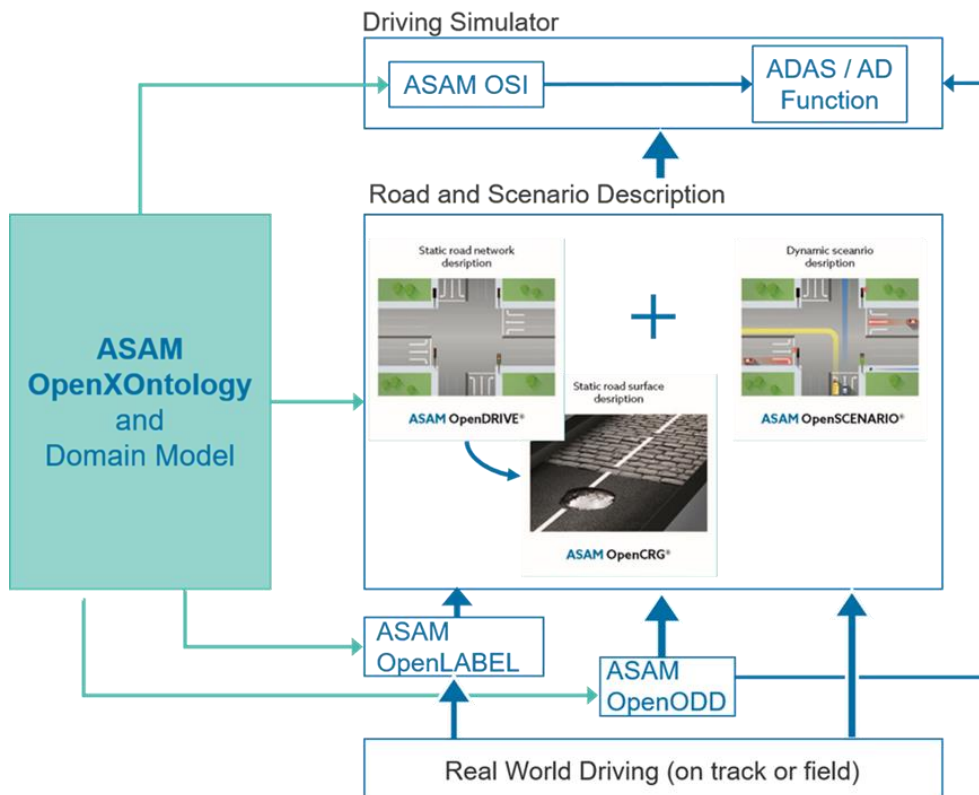 Driving Simulator
ASAM OSI
ADAS / AD
Function
Road and Scenario Description
Static road network
desription
Dynamic sceanrio
desription
ASAM
OpenXOntology
and
Domain Model
Static road surface
desription
ASAM OpenDRIVE®
ASAM OpenSCENARIO®
ASAM OpenCRG®
ASAM
OpenLABEL
ASAM
OpenODD
Real World Driving (on track or field)